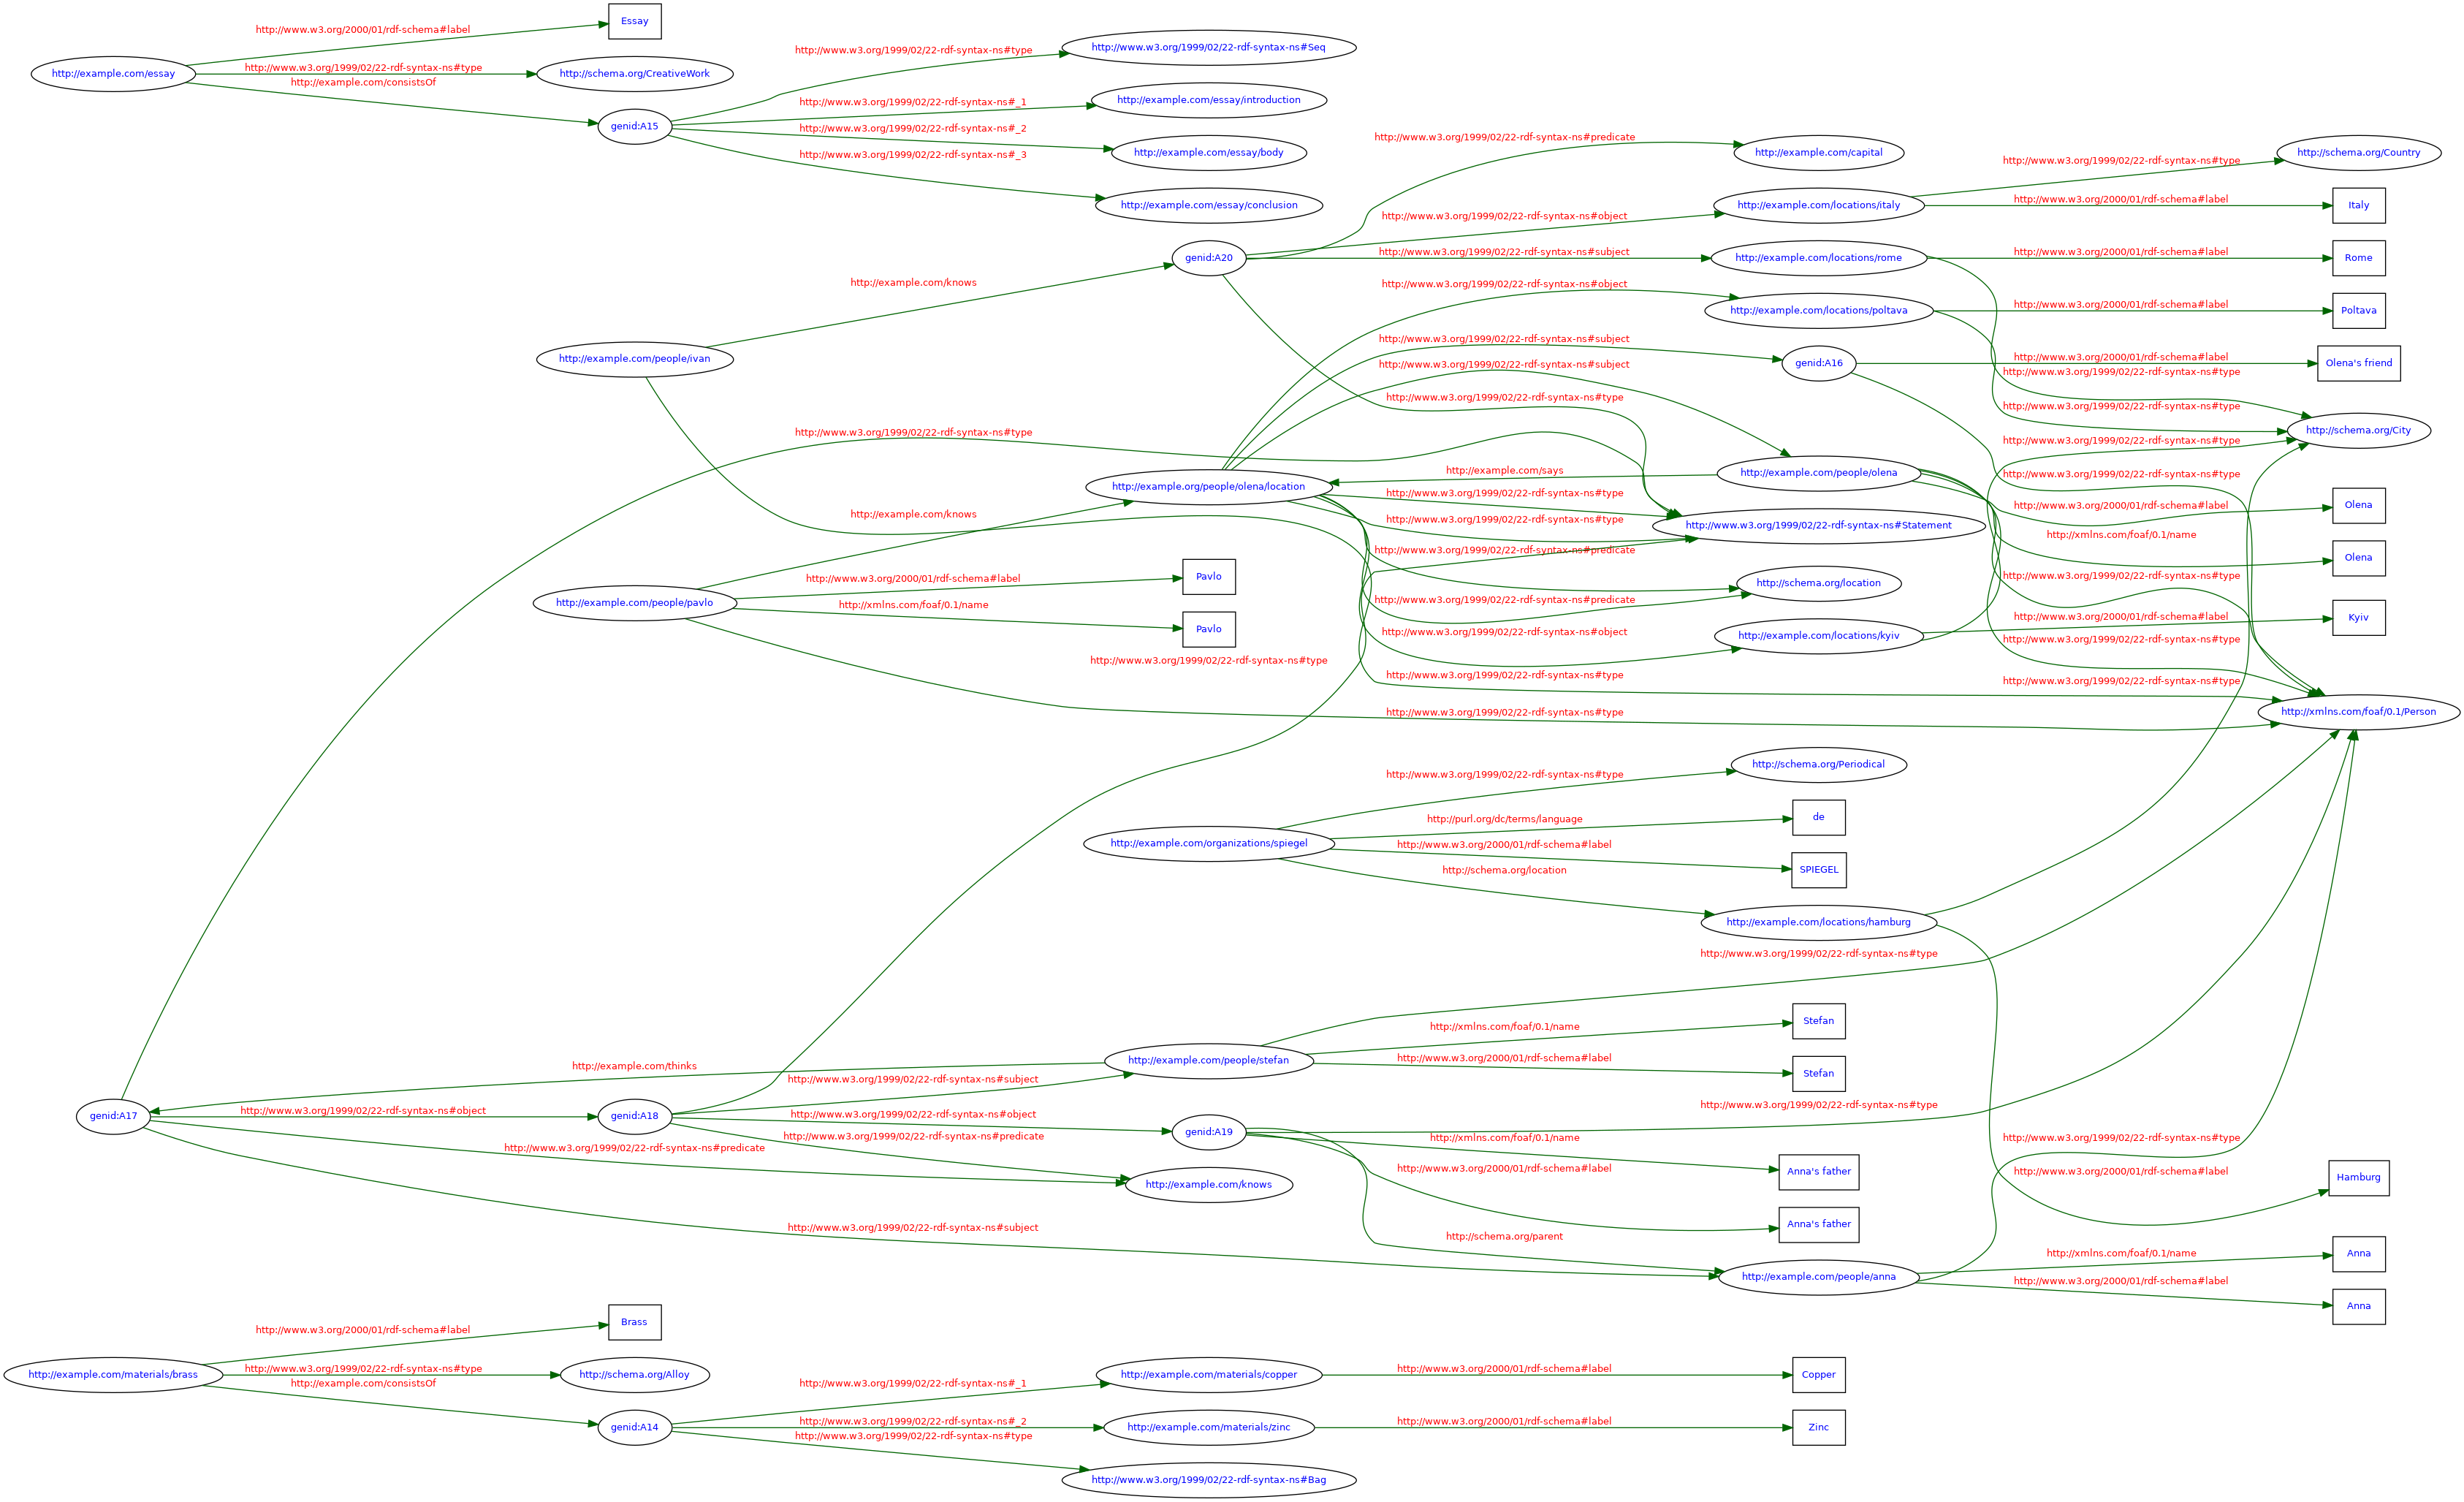 Essay
http://www.w3.org/2000/01/rdf-schema#label
http://example.com/essay
http://www.w3.org/1999/02/22-rdf-syntax-ns#type
http://schema.org/CreativeWork
http://example.com/consistsOf
genid:A15
http://www.w3.org/1999/02/22-rdf-syntax-ns#type
http://www.w3.org/1999/02/22-rdf-syntax-ns#Seq
http://www.w3.org/1999/02/22-rdf-syntax-ns#_1
http://example.com/essay/introduction
http://www.w3.org/1999/02/22-rdf-syntax-ns#_2
http://example.com/essay/body
http://www.w3.org/1999/02/22-rdf-syntax-ns#_3
http://example.com/essay/conclusion
http://www.w3.org/1999/02/22-rdf-syntax-ns#predicate
http://example.com/capital
http://www.w3.org/1999/02/22-rdf-syntax-ns#type
http://schema.org/Country
http://www.w3.org/1999/02/22-rdf-syntax-ns#object
http://example.com/locations/italy
http://www.w3.org/2000/01/rdf-schema#label
Italy
genid:A20
http://www.w3.org/1999/02/22-rdf-syntax-ns#subject
http://example.com/locations/rome
http://www.w3.org/2000/01/rdf-schema#label
Rome
http://example.com/knows
http://www.w3.org/1999/02/22-rdf-syntax-ns#object
http://example.com/locations/poltava
http://www.w3.org/2000/01/rdf-schema#label
Poltava
http://example.com/people/ivan
http://www.w3.org/1999/02/22-rdf-syntax-ns#subject
genid:A16
http://www.w3.org/2000/01/rdf-schema#label
Olena's friend
http://www.w3.org/1999/02/22-rdf-syntax-ns#subject
http://www.w3.org/1999/02/22-rdf-syntax-ns#type
http://www.w3.org/1999/02/22-rdf-syntax-ns#type
http://www.w3.org/1999/02/22-rdf-syntax-ns#type
http://www.w3.org/1999/02/22-rdf-syntax-ns#type
http://schema.org/City
http://www.w3.org/1999/02/22-rdf-syntax-ns#type
http://example.com/says
http://example.com/people/olena
http://www.w3.org/1999/02/22-rdf-syntax-ns#type
http://example.org/people/olena/location
http://www.w3.org/1999/02/22-rdf-syntax-ns#type
http://www.w3.org/2000/01/rdf-schema#label
Olena
http://example.com/knows
http://www.w3.org/1999/02/22-rdf-syntax-ns#type
http://www.w3.org/1999/02/22-rdf-syntax-ns#Statement
http://xmlns.com/foaf/0.1/name
Olena
http://www.w3.org/1999/02/22-rdf-syntax-ns#predicate
Pavlo
http://www.w3.org/2000/01/rdf-schema#label
http://schema.org/location
http://www.w3.org/1999/02/22-rdf-syntax-ns#type
http://example.com/people/pavlo
http://xmlns.com/foaf/0.1/name
http://www.w3.org/1999/02/22-rdf-syntax-ns#predicate
http://www.w3.org/2000/01/rdf-schema#label
Kyiv
Pavlo
http://www.w3.org/1999/02/22-rdf-syntax-ns#object
http://example.com/locations/kyiv
http://www.w3.org/1999/02/22-rdf-syntax-ns#type
http://www.w3.org/1999/02/22-rdf-syntax-ns#type
http://www.w3.org/1999/02/22-rdf-syntax-ns#type
http://www.w3.org/1999/02/22-rdf-syntax-ns#type
http://www.w3.org/1999/02/22-rdf-syntax-ns#type
http://xmlns.com/foaf/0.1/Person
http://www.w3.org/1999/02/22-rdf-syntax-ns#type
http://schema.org/Periodical
http://purl.org/dc/terms/language
de
http://example.com/organizations/spiegel
http://www.w3.org/2000/01/rdf-schema#label
SPIEGEL
http://schema.org/location
http://example.com/locations/hamburg
http://www.w3.org/1999/02/22-rdf-syntax-ns#type
http://xmlns.com/foaf/0.1/name
Stefan
http://example.com/thinks
http://example.com/people/stefan
http://www.w3.org/2000/01/rdf-schema#label
Stefan
http://www.w3.org/1999/02/22-rdf-syntax-ns#subject
http://www.w3.org/1999/02/22-rdf-syntax-ns#type
genid:A17
http://www.w3.org/1999/02/22-rdf-syntax-ns#object
genid:A18
http://www.w3.org/1999/02/22-rdf-syntax-ns#object
genid:A19
http://www.w3.org/1999/02/22-rdf-syntax-ns#predicate
http://xmlns.com/foaf/0.1/name
http://www.w3.org/1999/02/22-rdf-syntax-ns#type
http://www.w3.org/1999/02/22-rdf-syntax-ns#predicate
http://www.w3.org/2000/01/rdf-schema#label
Anna's father
http://www.w3.org/2000/01/rdf-schema#label
Hamburg
http://example.com/knows
http://www.w3.org/1999/02/22-rdf-syntax-ns#subject
Anna's father
http://schema.org/parent
http://xmlns.com/foaf/0.1/name
Anna
http://example.com/people/anna
http://www.w3.org/2000/01/rdf-schema#label
Anna
Brass
http://www.w3.org/2000/01/rdf-schema#label
http://example.com/materials/brass
http://www.w3.org/1999/02/22-rdf-syntax-ns#type
http://schema.org/Alloy
http://example.com/consistsOf
http://www.w3.org/1999/02/22-rdf-syntax-ns#_1
http://example.com/materials/copper
http://www.w3.org/2000/01/rdf-schema#label
Copper
genid:A14
http://www.w3.org/1999/02/22-rdf-syntax-ns#_2
http://example.com/materials/zinc
http://www.w3.org/2000/01/rdf-schema#label
Zinc
http://www.w3.org/1999/02/22-rdf-syntax-ns#type
http://www.w3.org/1999/02/22-rdf-syntax-ns#Bag